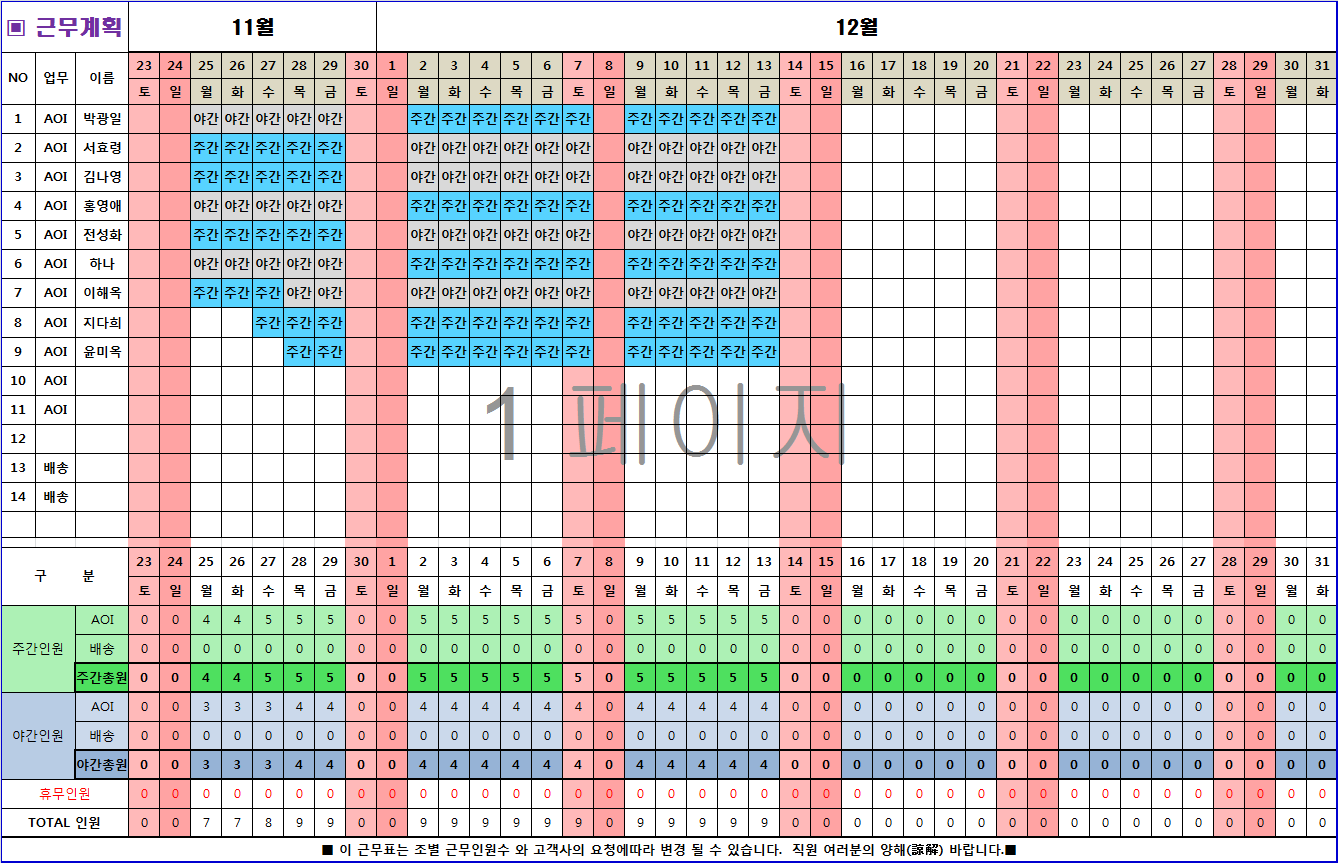 ▣ 근무계획 11월 12월
NO 업무 이름 23 24 25 26 27 28 29 30 1 2 3 4 5 6 7 8 9 10 11 12 13 14 15 16 17 18 19 20 21 22 23 24 25 26 27 28 29 30 31
토 일 월 화 수 목 금 토 일 월 화 수 목 금 토 일 월 화 수 목 금 토 일 월 화 수 목 금 토 일 월 화 수 목 금 토 일 월 화
1 AOI 박광일 야간 야간 야간 야간 야간 주간 주간 주간 주간 주간 주간 주간 주간 주간 주간 주간
2 AOI 서효령 주간 주간 주간 주간 주간 야간 야간 야간 야간 야간 야간 야간 야간 야간 야간 야간
3 AOI 김나영 주간 주간 주간 주간 주간 야간 야간 야간 야간 야간 야간 야간 야간 야간 야간 야간
4 AOI 홍영애 야간 야간 야간 야간 야간 주간 주간 주간 주간 주간 주간 주간 주간 주간 주간 주간
5 AOI 전성화 주간 주간 주간 주간 주간 야간 야간 야간 야간 야간 야간 야간 야간 야간 야간 야간
6 AOI 하나 야간 야간 야간 야간 야간 주간 주간 주간 주간 주간 주간 주간 주간 주간 주간 주간
7 AOI 이해옥 주간 주간 주간 야간 야간 야간 야간 야간 야간 야간 야간 야간 야간 야간 야간 야간
8 AOI 지다희 주간 주간 주간 주간 주간 주간 주간 주간 주간 주간 주간 주간 주간 주간
9 AOI 윤미옥 주간 주간 주간 주간 주간 주간 주간 주간 주간 주간 주간 주간 주간
10 AOI
11 AOI
1 페이지
12
13 배송
14 배송
구 분 23 24 25 26 27 28 29 30 1 2 3 4 5 6 7 8 9 10 11 12 13 14 15 16 17 18 19 20 21 22 23 24 25 26 27 28 29 30 31
토 일 월 화 수 목 금 토 일 월 화 수 목 금 토 일 월 화 수 목 금 토 일 월 화 수 목 금 토 일 월 화 수 목 금 토 일 월 화
주간인원 AOI 0 0 4 4 5 5 5 0 0 5 5 5 5 5 5 0 5 5 5 5 5 0 0 0 0 0 0 0 0 0 0 0 0 0 0 0 0 0 0
배송 0 0 0 0 0 0 0 0 0 0 0 0 0 0 0 0 0 0 0 0 0 0 0 0 0 0 0 0 0 0 0 0 0 0 0 0 0 0 0
주간총원 0 0 4 4 5 5 5 0 0 5 5 5 5 5 5 0 5 5 5 5 5 0 0 0 0 0 0 0 0 0 0 0 0 0 0 0 0 0 0
야간인원 AOI 0 0 3 3 3 4 4 0 0 4 4 4 4 4 4 0 4 4 4 4 4 0 0 0 0 0 0 0 0 0 0 0 0 0 0 0 0 0 0
배송 0 0 0 0 0 0 0 0 0 0 0 0 0 0 0 0 0 0 0 0 0 0 0 0 0 0 0 0 0 0 0 0 0 0 0 0 0 0 0
야간총원 0 0 3 3 3 4 4 0 0 4 4 4 4 4 4 0 4 4 4 4 4 0 0 0 0 0 0 0 0 0 0 0 0 0 0 0 0 0 0
휴무인원 0 0 0 0 0 0 0 0 0 0 0 0 0 0 0 0 0 0 0 0 0 0 0 0 0 0 0 0 0 0 0 0 0 0 0 0 0 0 0
TOTAL 인원 0 0 7 7 8 9 9 0 0 9 9 9 9 9 9 0 9 9 9 9 9 0 0 0 0 0 0 0 0 0 0 0 0 0 0 0 0 0 0
■ 이 근무표는 조별 근무인원수 와 고객사의 요청에따라 변경 될 수 있습니다. 직원 여러분의 양해(諒解) 바랍니다.■